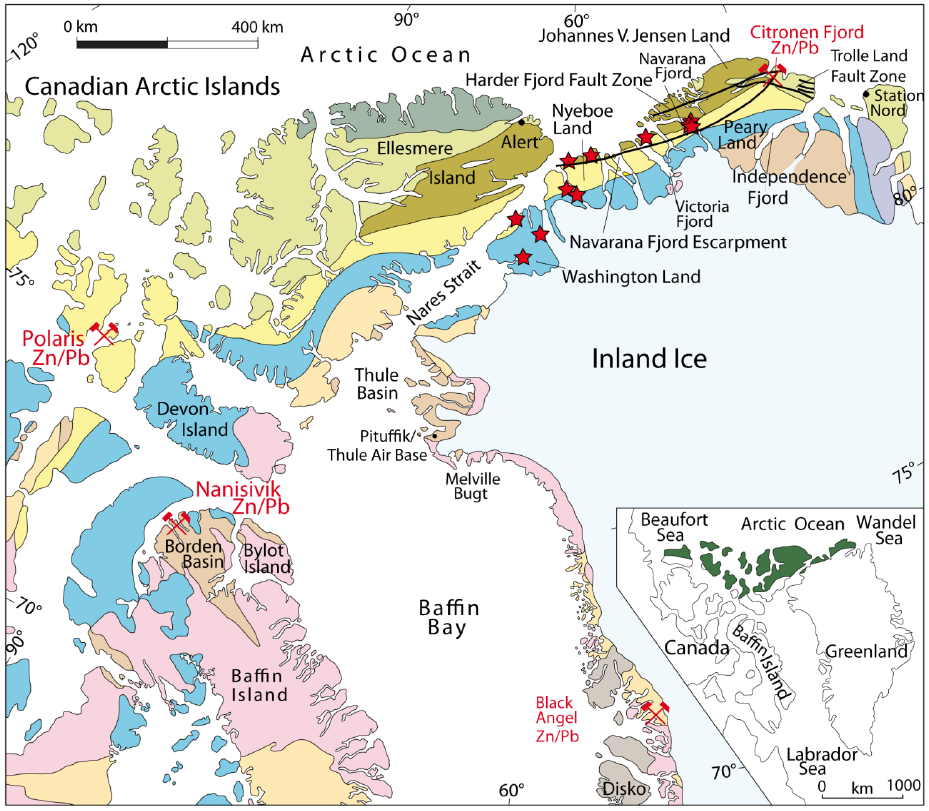 0 km 400 km
90°
60°
120°
Arctic Ocean
Canadian Arctic Islands
Johannes V. Jensen Land
Citronen Fjord
Zn/Pb
Navarana
Fjord
Trolle Land
Fault Zone
Harder Fjord Fault Zone
Station
Nord
Nyeboe
Land
Alert
Ellesmere
Island
Peary
Land
Independence
Fjord
80°
Victoria
Fjord
Navarana Fjord Escarpment
Washington Land
Nares Strait
75°
Polaris
Zn/Pb
Inland Ice
Thule
Basin
Devon
Island
Pituffik/
Thule Air Base
Melville
Bugt
75°
Nanisivik
Zn/Pb
Borden
Basin
Bylot
Island
Baffin
Bay
70°
90°
Baffin
Island
Black
Angel
Zn/Pb
Disko
60°
70°
Beaufort
Sea
Arctic Ocean
Wandel
Sea
Canada
Baffin Island
Greenland
Labrador
Sea
0 km 1000